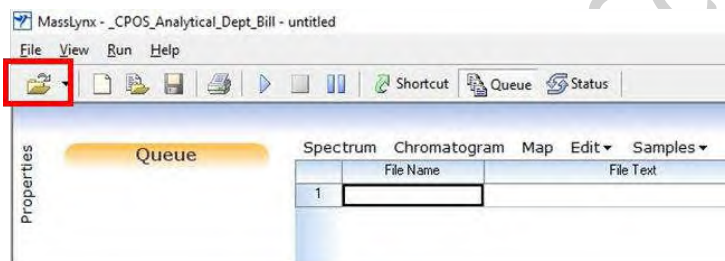 MassLynx - _CPOS_Analytical_Dept_Bill - untitled
File View Run Help
Shortcut Queue Status
Properties
Queue
Spectrum Chromatogram Map Edit Samples
File Name File Text
1